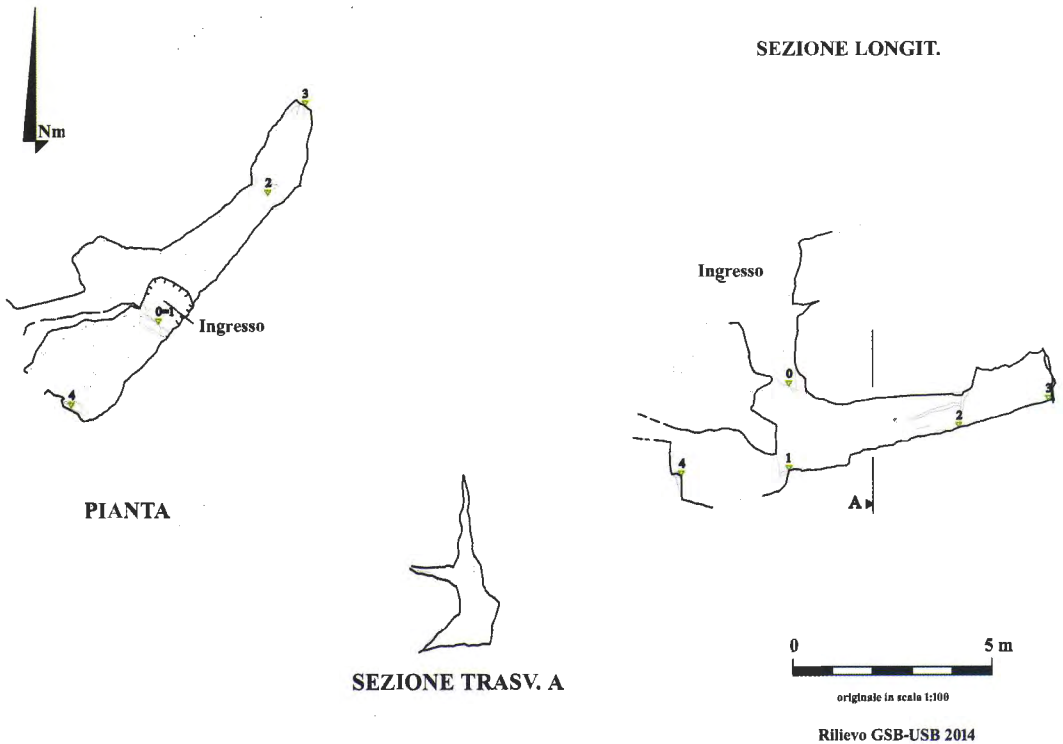 SEZIONE LONGIT.
3
Nm
2
0=1
Ingresso
4
PIANTA
Ingresso
0
3
2
1
4
A
SEZIONE TRASV. A
0 5 m
originale in scala 1:100
Rilievo GSB-USB 2014